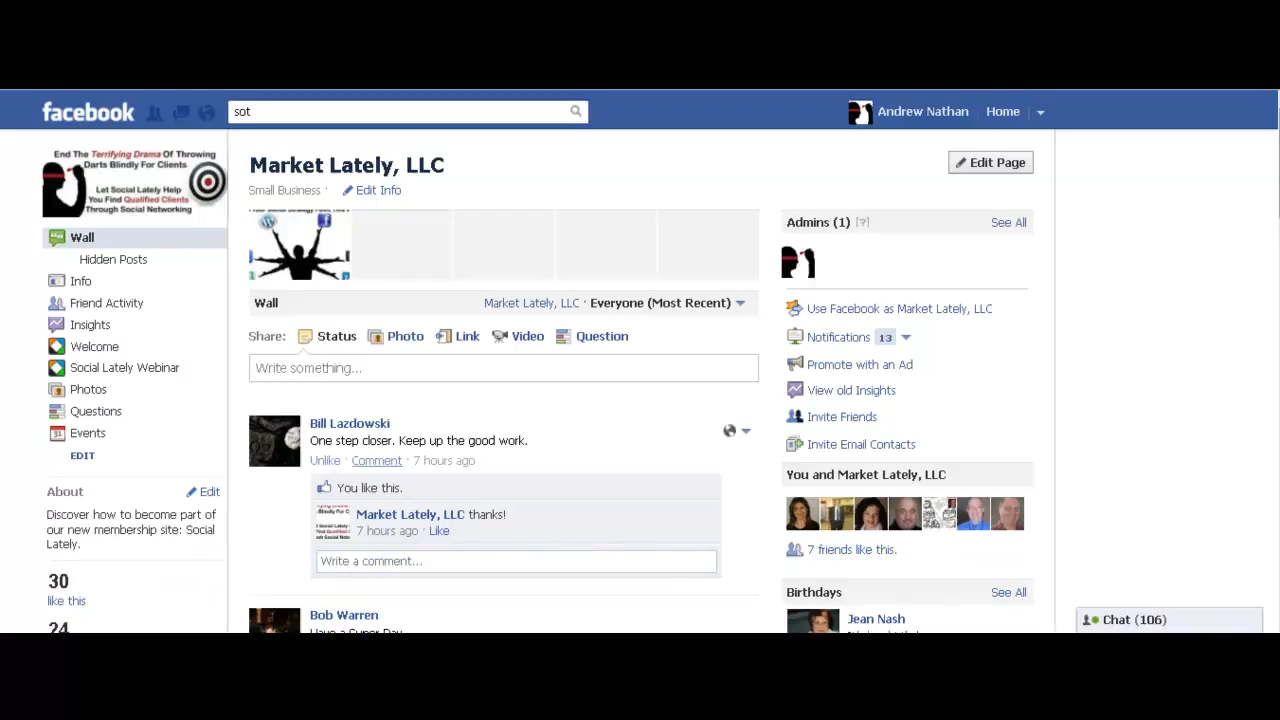 facebook
sot
Andrew Nathan
Home
End The Terrifying Drama Of Throwing
Darts Blindly For Clients
Let Social Lately Help
You Find Qualified Clients
Through Social Networking
Wall
Hidden Posts
Info
Friend Activity
Insights
Welcome
Social Lately Webinar
Photos
Questions
Events
EDIT
About
Edit
Discover how to become part of
our new membership site: Social
Lately.
30
like this
24
Market Lately, LLC
Small Business ·
Edit Info
Edit Page
Wall
Market Lately, LLC · Everyone (Most Recent)
Share:
Status
Photo
Link
Video
Question
Write something...
Bill Lazdowski
One step closer. Keep up the good work.
Unlike · Comment · 7 hours ago
You like this.
Market Lately, LLC thanks!
7 hours ago · Like
Write a comment...
Bob Warren
Have a Super Day
Admins (1) [?]
See All
Use Facebook as Market Lately, LLC
Notifications 13
Promote with an Ad
View old Insights
Invite Friends
Invite Email Contacts
You and Market Lately, LLC
7 friends like this.
Birthdays
See All
Jean Nash
Chat (106)